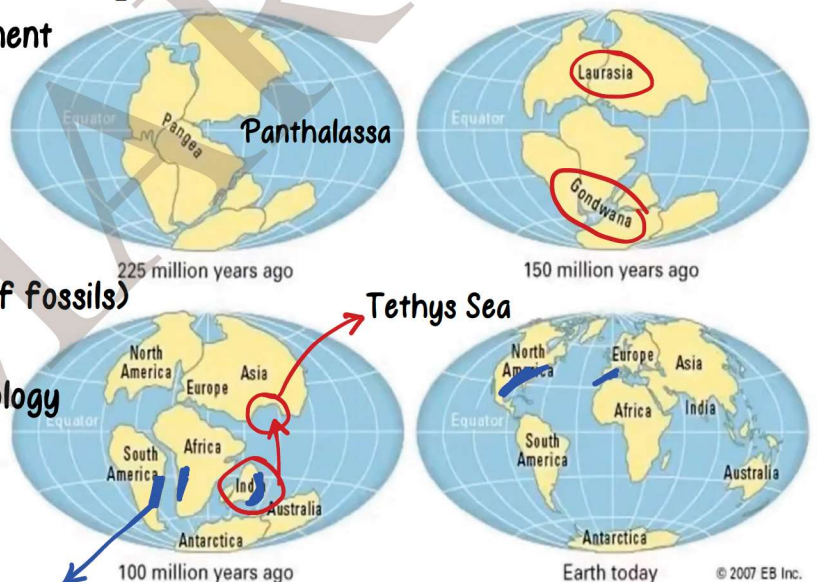 ment
Equator
Pangea
Panthalassa
225 million years ago
Laurasia
Equator
Gondwana
150 million years ago
f fossils)
Tethys Sea
ology
North
America
Asia
Europe
Equator
South
America
Africa
Australia
Antarctica
100 million years ago
North
America
Europe
Asia
Equator
Africa
India
South
America
Australia
Antarctica
Earth today
© 2007 EB Inc.